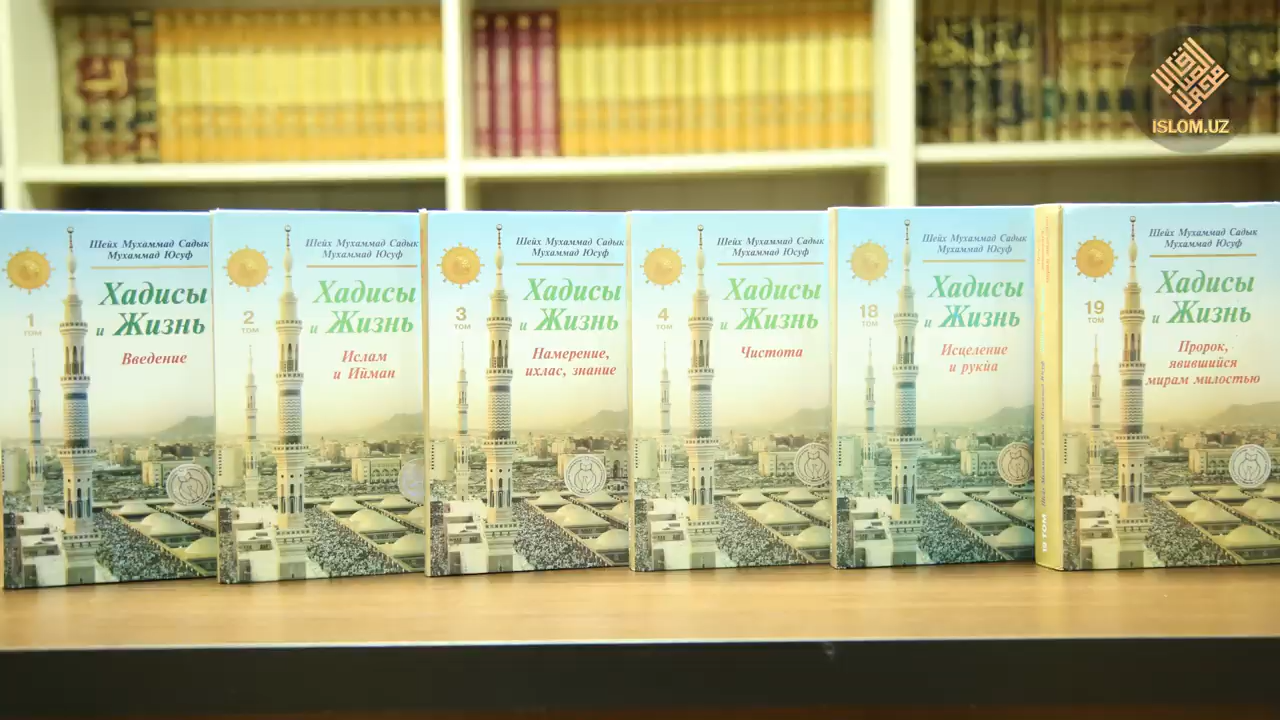 ISLOM.UZ
Шейх Мухаммад Садык
Мухаммад Юсуф
Хадисы
и Жизнь
1
ТОМ
Введение
Шейх Мухаммад Садык
Мухаммад Юсуф
Хадисы
и Жизнь
2
ТОМ
Ислам
и Ийман
Шейх Мухаммад Садык
Мухаммад Юсуф
Хадисы
и Жизнь
3
ТОМ
Намерение,
ихлас, знание
Шейх Мухаммад Садык
Мухаммад Юсуф
Хадисы
и Жизнь
4
ТОМ
Чистота
Шейх Мухаммад Садык
Мухаммад Юсуф
Хадисы
и Жизнь
18
ТОМ
Исцеление
и рукйа
Шейх Мухаммад Садык
Мухаммад Юсуф
Хадисы
и Жизнь
19
ТОМ
Пророк,
явившийся
мирам милостью
19 ТОМ